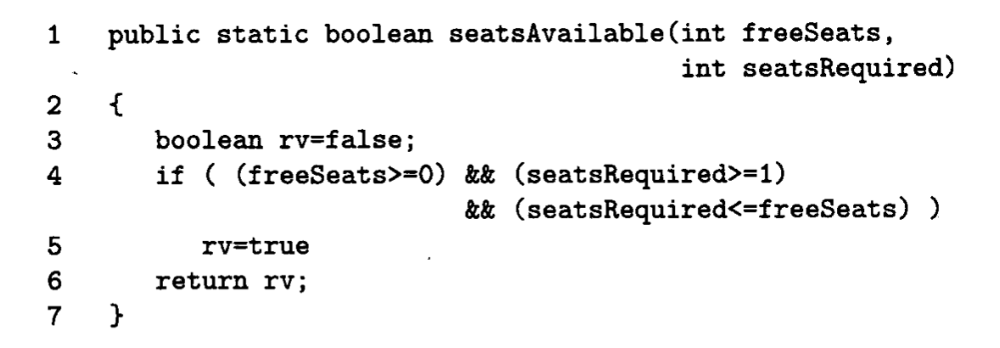 1 public static boolean seatsAvailable(int freeSeats,
int seatsRequired)
2 {
3 boolean rv=false;
4 if ( (freeSeats>=0) && (seatsRequired>=1)
&& (seatsRequired<=freeSeats) )
5 rv=true
6 return rv;
7 }